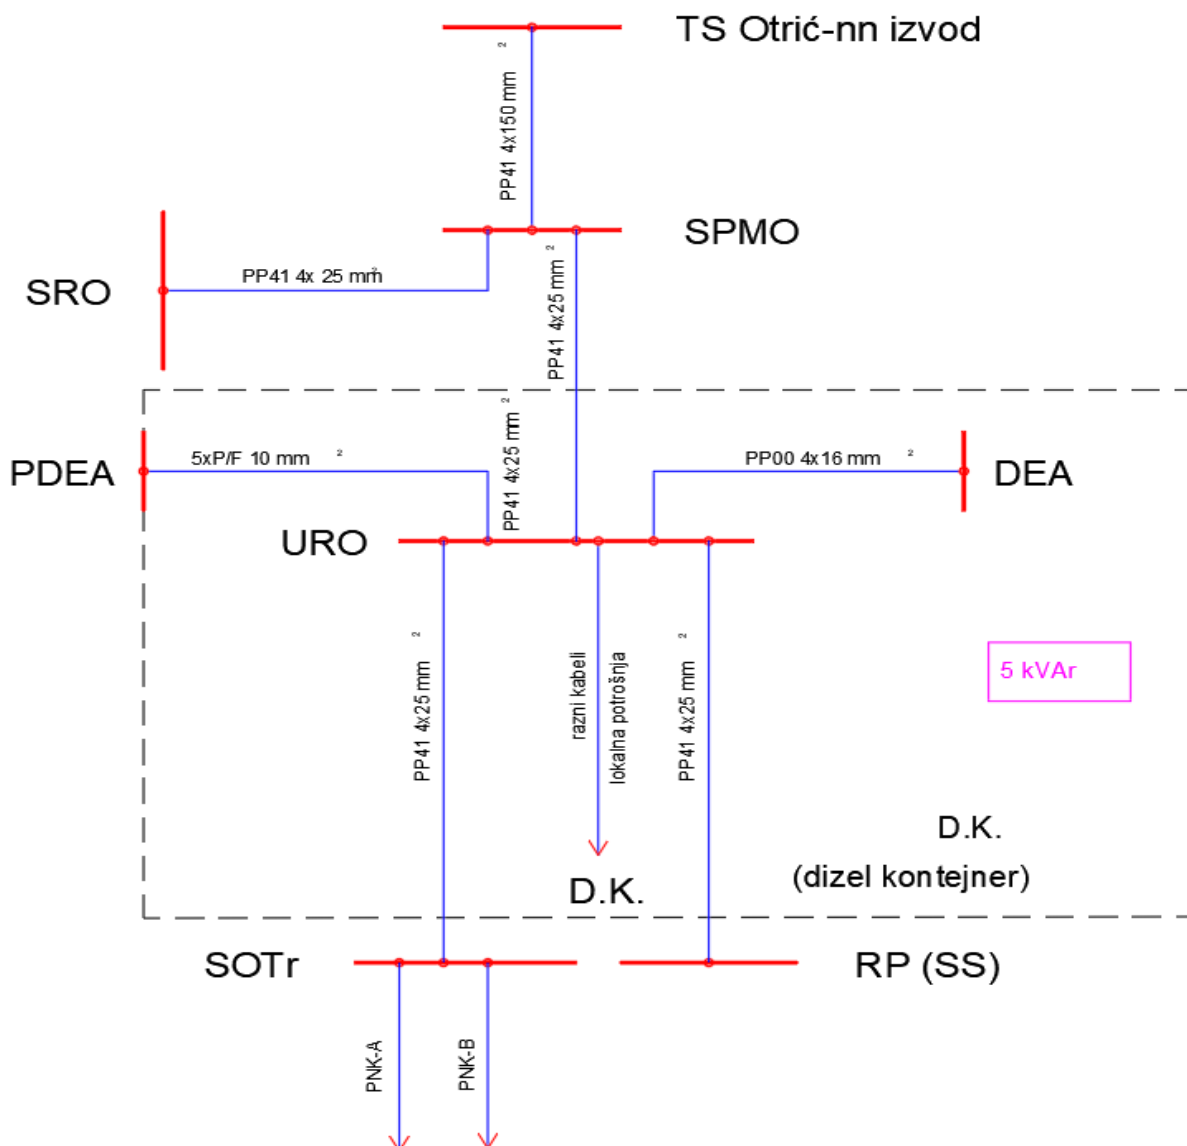 TS Otrić-nn izvod
PP41 4x150 mm 2
SPMO
PP41 4x 25 mm2
SRO
PP41 4x25 mm 2
PP41 4x25 mm 2
5xP/F 10 mm 2
PDEA
PP00 4x16 mm 2
DEA
URO
PP41 4x25 mm 2
razni kabeli
lokalna potrošnja
PP41 4x25 mm 2
5 kVAr
D.K.
(dizel kontejner)
D.K.
SOTr
RP (SS)
PNK-A
PNK-B